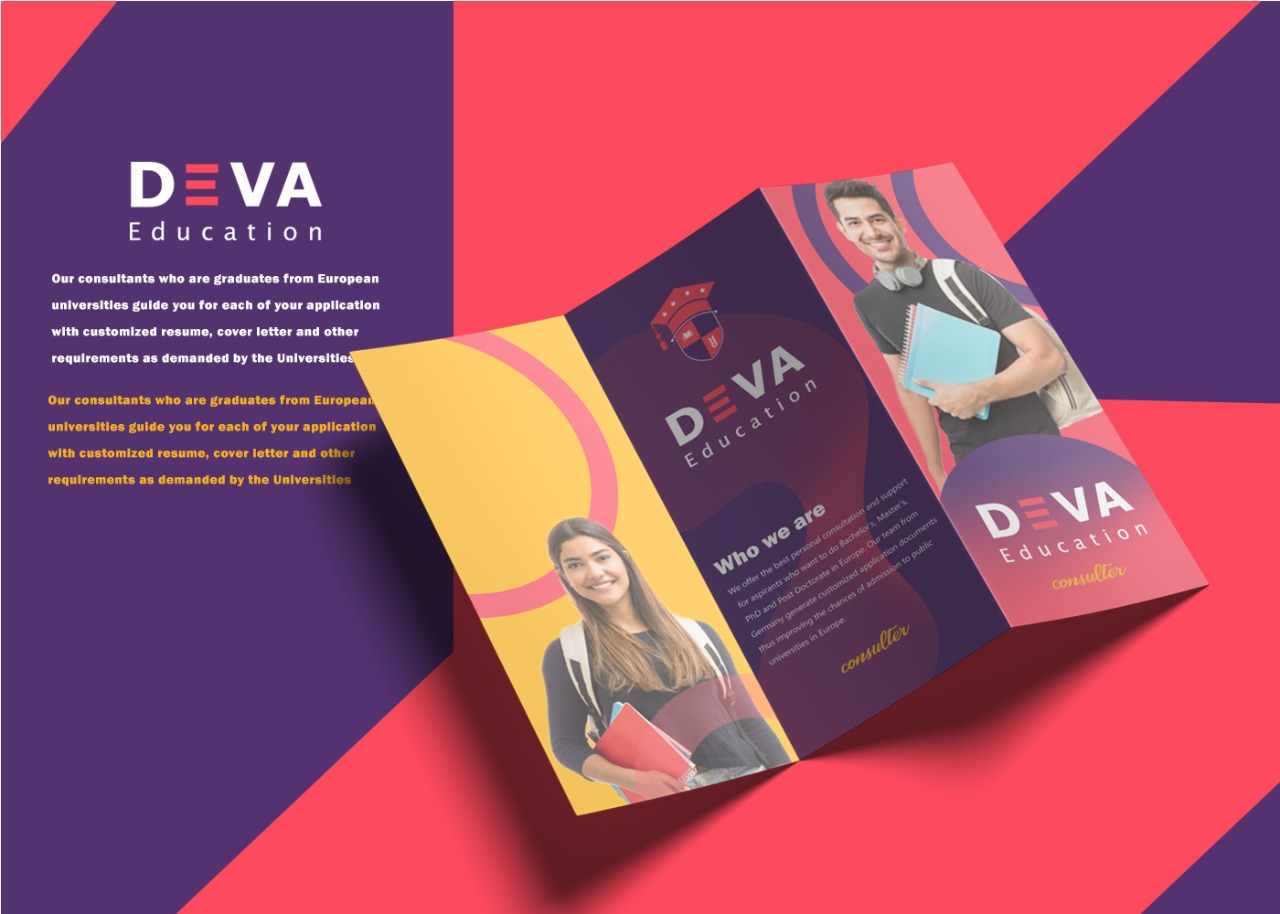 DEVA
Education
Our consultants who are graduates from European
universities guide you for each of your application
with customized resume, cover letter and other
requirements as demanded by the Universities
Our consultants who are graduates from European
universities guide you for each of your application
with customized resume, cover letter and other
requirements as demanded by the Universities
DEVA
Education
Who we are
We offer the best personal consultation and support
for aspirants who want to do Bachelor's, Master's,
PhD and Post Doctorate in Europe. Our team from
Germany generate customized application documents
thus improving the chances of admission to public
universities in Europe.
consulter
DEVA
Education
consulter